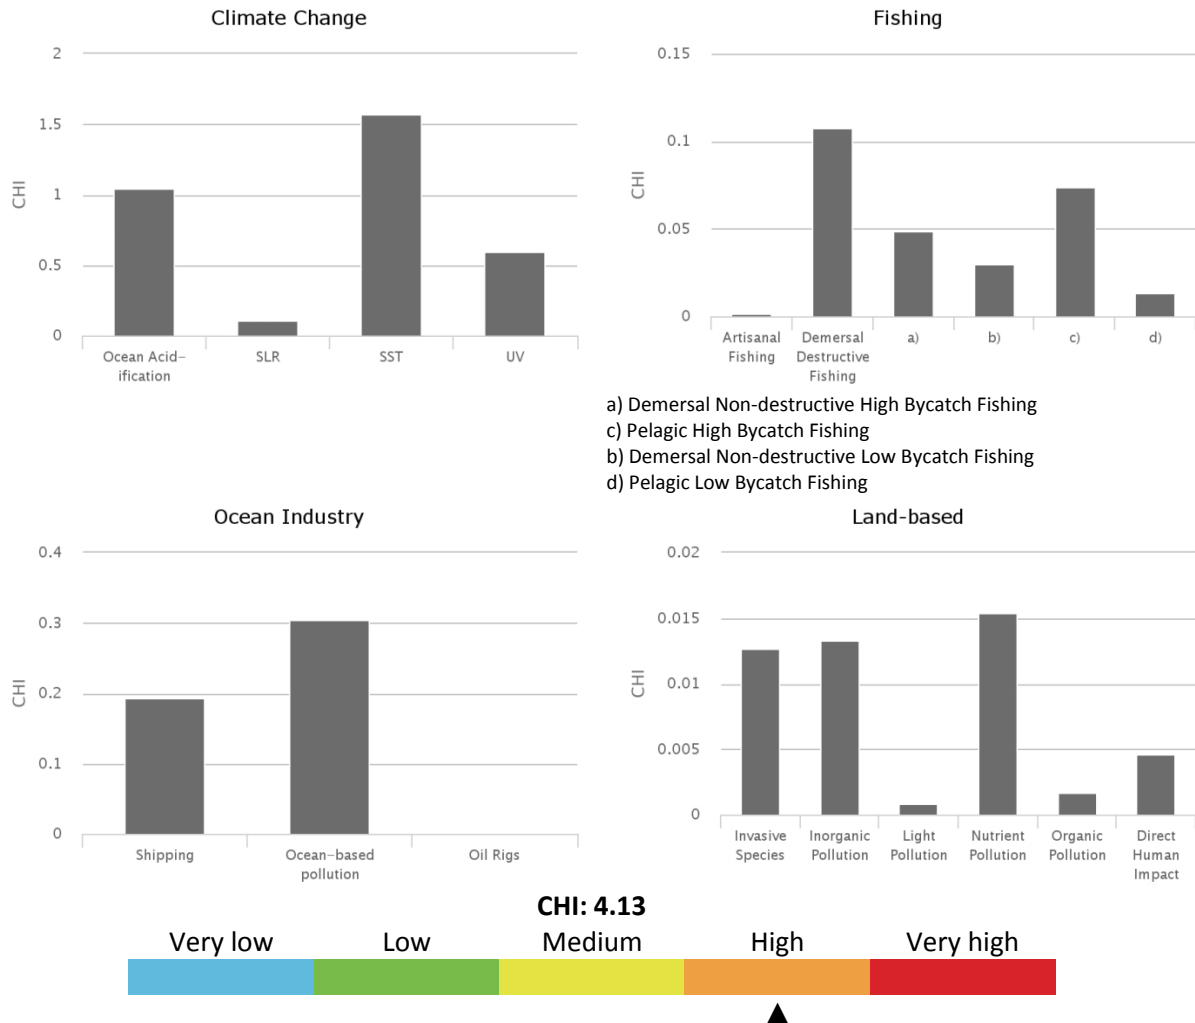 Climate Change
2
1.5
1
0.5
0
CHI
Ocean Acid-
ification
SLR
SST
UV
Fishing
0.15
0.1
0.05
0
CHI
Artisanal
Fishing
Demersal
Destructive
Fishing
a)
b)
c)
d)
a) Demersal Non-destructive High Bycatch Fishing
c) Pelagic High Bycatch Fishing
b) Demersal Non-destructive Low Bycatch Fishing
d) Pelagic Low Bycatch Fishing
Ocean Industry
0.4
0.3
0.2
0.1
0
CHI
Shipping
Ocean-based
pollution
Oil Rigs
Land-based
0.02
0.015
0.01
0.005
0
CHI
Invasive
Species
Inorganic
Pollution
Light
Pollution
Nutrient
Pollution
Organic
Pollution
Direct
Human
Impact
CHI: 4.13
Very low Low Medium High Very high